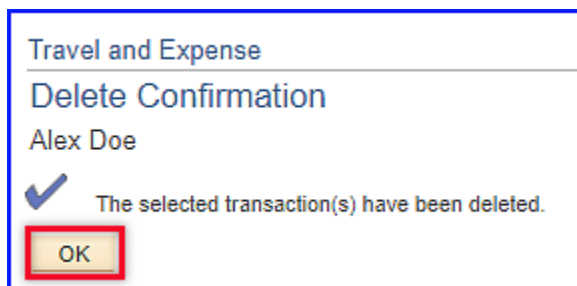 Travel and Expense
Delete Confirmation
Alex Doe
The selected transaction(s) have been deleted.
OK